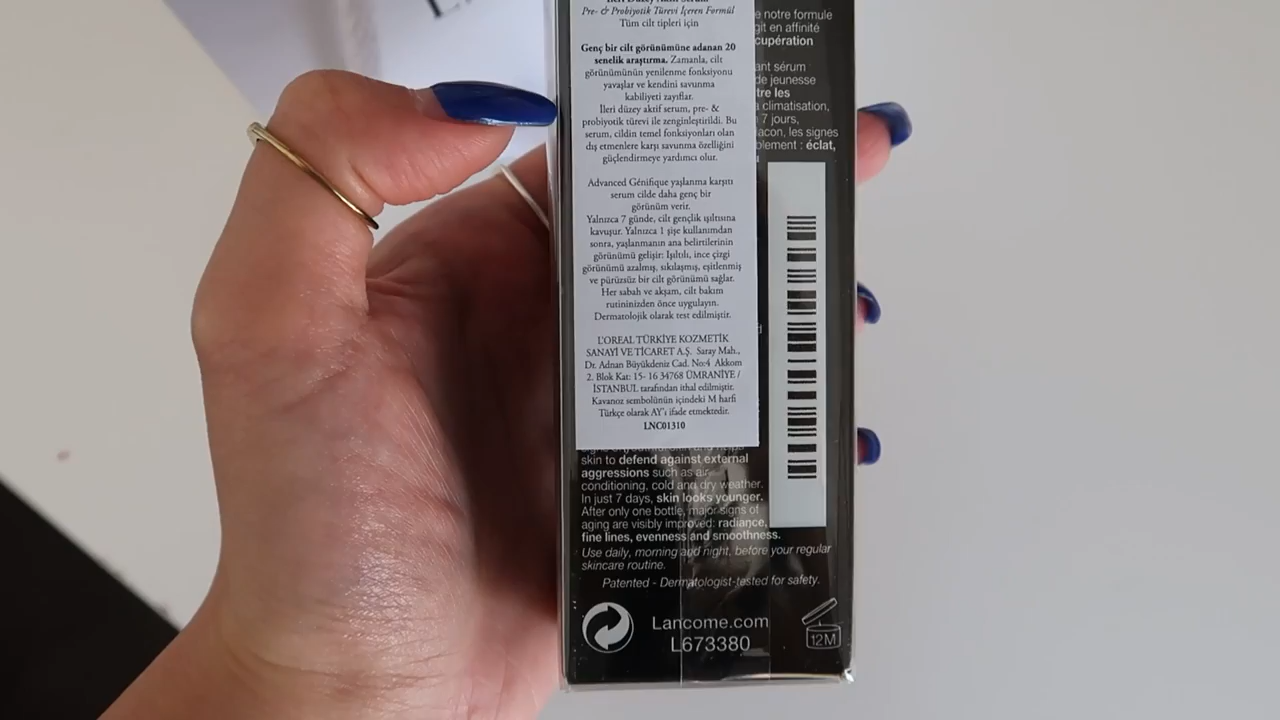 İleri Düzey Aktif Serum
Pre- & Probiyotik Türevi İçeren Formül
Tüm cilt tipleri için
Genç bir cilt görünümüne adanan 20
senelik araştırma. Zamanla, cilt
görünümünün yenilenme fonksiyonu
yavaşlar ve kendini savunma
kabiliyeti zayıflar.
İleri düzey aktif serum, pre- &
probiyotik türevi ile zenginleştirildi. Bu
serum, cildin temel fonksiyonları olan
dış etmenlere karşı savunma özelliğini
güçlendirmeye yardımcı olur.
Advanced Génifique yaşlanma karşıtı
serum cilde daha genç bir
görünüm verir.
Yalnızca 7 günde, cilt gençlik ışıltısına
kavuşur. Yalnızca 1 şişe kullanımdan
sonra, yaşlanmanın ana belirtilerinin
görünümü gelişir: Işıltılı, ince çizgi
görünümü azalmış, sıkılaşmış, eşitlenmiş
ve pürüzsüz bir cilt görünümü sağlar.
Her sabah ve akşam, cilt bakım
rutininizden önce uygulayın.
Dermatolojik olarak test edilmiştir.
L'OREAL TÜRKİYE KOZMETİK
SANAYİ VE TİCARET A.Ş. Saray Mah.,
Dr. Adnan Büyükdeniz Cad. No:4 Akkom
2. Blok Kat: 15- 16 34768 ÜMRANİYE /
İSTANBUL tarafından ithal edilmiştir.
Kavanoz sembolünün içindeki M harfi
Türkçe olarak AY'ı ifade etmektedir.
LNC01310
e notre formule
git en affinité
cupération
ant sérum
de jeunesse
tre les
climatisation,
7 jours,
lacon, les signes
blement : éclat,
skin to defend against external
aggressions such as air
conditioning, cold and dry weather.
In just 7 days, skin looks younger.
After only one bottle, major signs of
aging are visibly improved: radiance,
fine lines, evenness and smoothness.
Use daily, morning and night, before your regular
skincare routine.
Patented - Dermatologist-tested for safety.
Lancome.com
L673380
12M